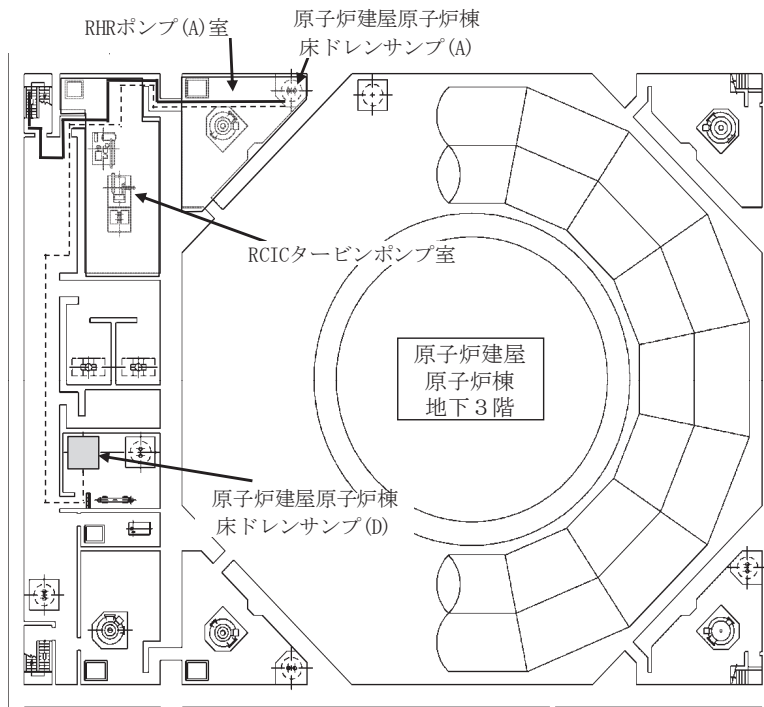 RHRポンプ(A)室
原子炉建屋原子炉棟
床ドレンサンプ(A)
RCICタービンポンプ室
原子炉建屋
原子炉棟
地下３階
原子炉建屋原子炉棟
床ドレンサンプ(D)